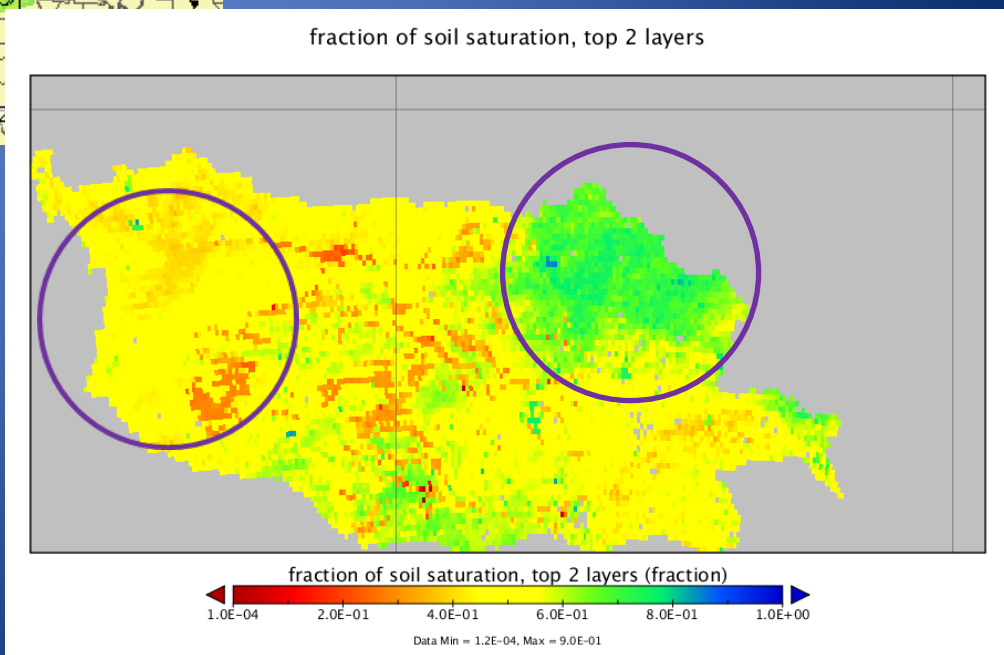 fraction of soil saturation, top 2 layers
fraction of soil saturation, top 2 layers (fraction)
1.0E-04 2.0E-01 4.0E-01 6.0E-01 8.0E-01 1.0E+00
Data Min = 1.2E-04, Max = 9.0E-01